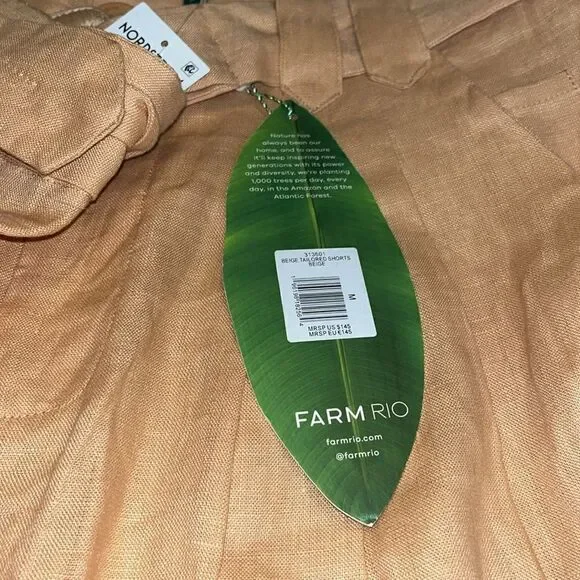 NORDSTROM
Nature has
always been our
home, and to assure
it'll keep inspiring new
generations with its power
and diversity, we're planting
1,000 trees per day, every
day, in the Amazon and the
Atlantic Forest.
313601
BEIGE TAILORED SHORTS
BEIGE
M
MRSP US $145
MRSP EU €145
FARM RIO
farmrio.com
@farmrio